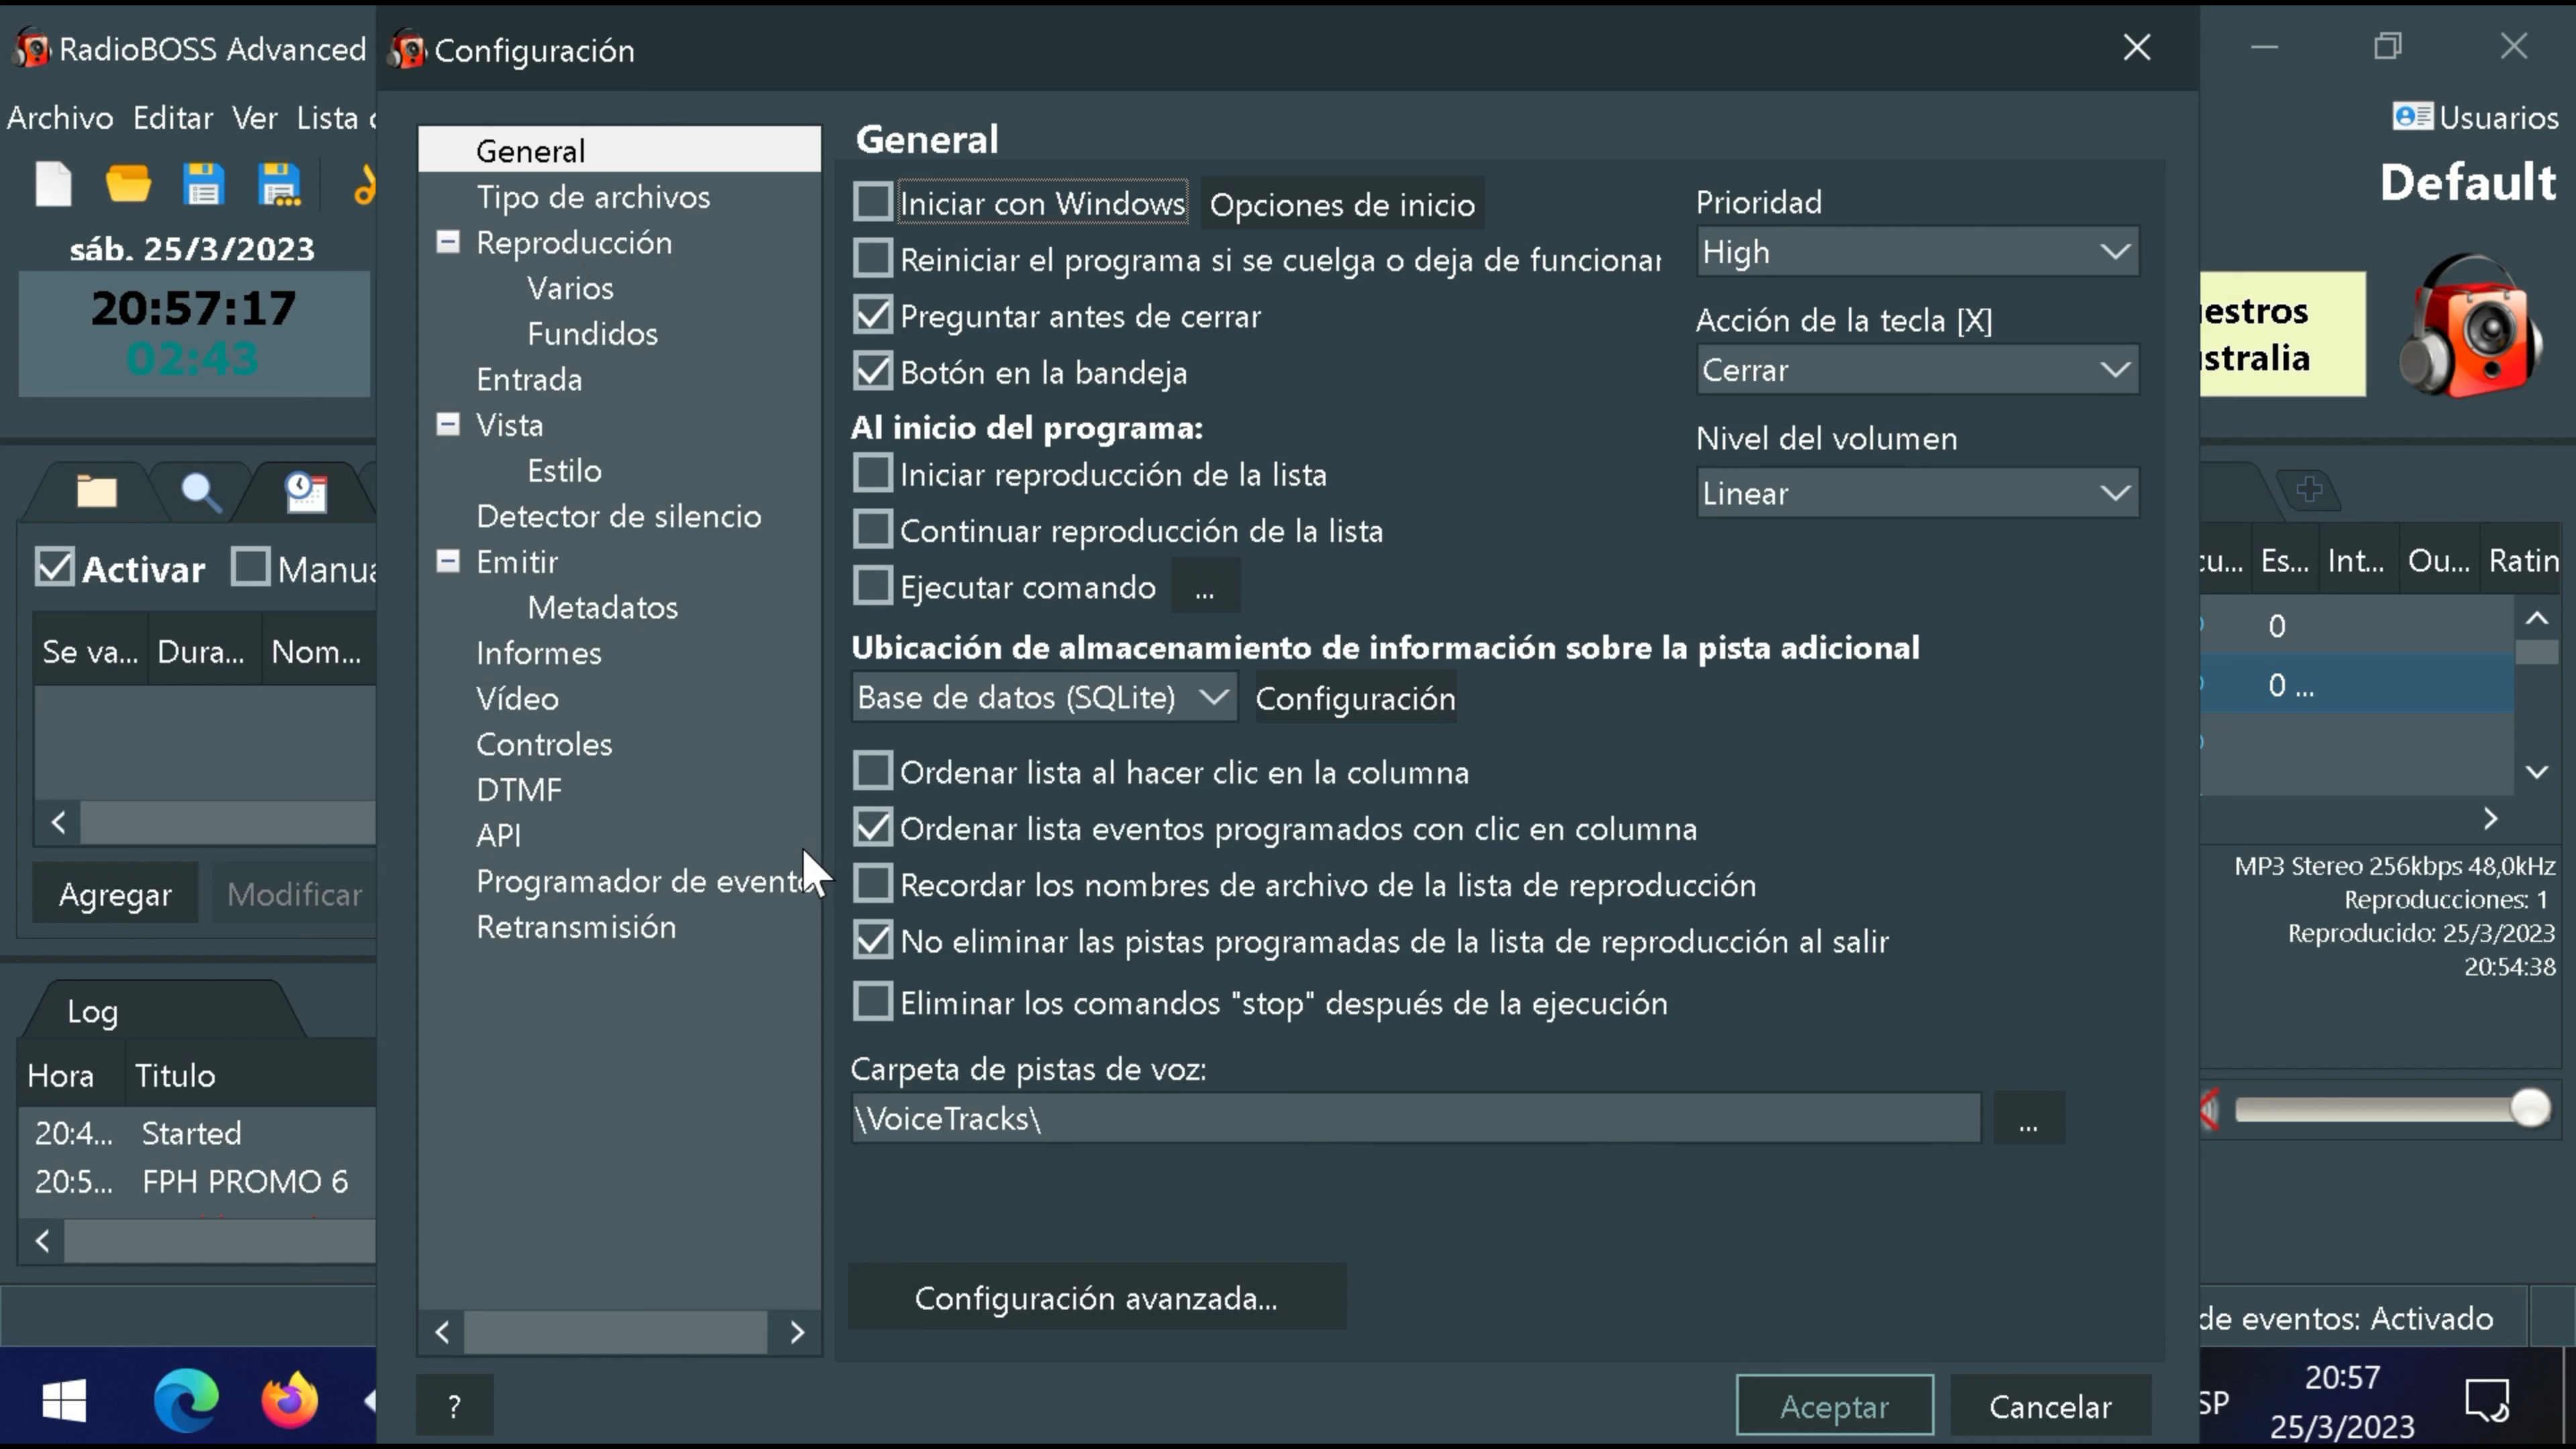 RadioBOSS Advanced
Configuración
Archivo Editar Ver Lista
Usuarios
Default
sáb. 25/3/2023
20:57:17
02:43
Activar
Se va... Dura... Nom...
Agregar Modificar
Log
Hora Titulo
20:4... Started
20:5... FPH PROMO 6
General
Tipo de archivos
Reproducción
Varios
Fundidos
Entrada
Vista
Estilo
Detector de silencio
Emitir
Metadatos
Informes
Vídeo
Controles
DTMF
API
Programador de
Retransmisión
?
General
Iniciar con Windows Opciones de inicio
Reiniciar el programa si se cuelga o deja de funcionar
Preguntar antes de cerrar
Botón en la bandeja
Al inicio del programa:
Iniciar reproducción de la lista
Continuar reproducción de la lista
Ejecutar comando ...
Prioridad
High
Acción de la tecla [X]
Cerrar
Nivel del volumen
Linear
Ubicación de almacenamiento de información sobre la pista adicional
Base de datos (SQLite) Configuración
Ordenar lista al hacer clic en la columna
Ordenar lista eventos programados con clic en columna
Recordar los nombres de archivo de la lista de reproducción
No eliminar las pistas programadas de la lista de reproducción al salir
Eliminar los comandos "stop" después de la ejecución
Carpeta de pistas de voz:
\VoiceTracks\ ...
Configuración avanzada...
Aceptar Cancelar
Es... Int... Ou... Ratin
0
0 ...
MP3 Stereo 256kbps 48,0kHz
Reproducciones: 1
Reproducido: 25/3/2023
20:54:38
de eventos: Activado
20:57
25/3/2023